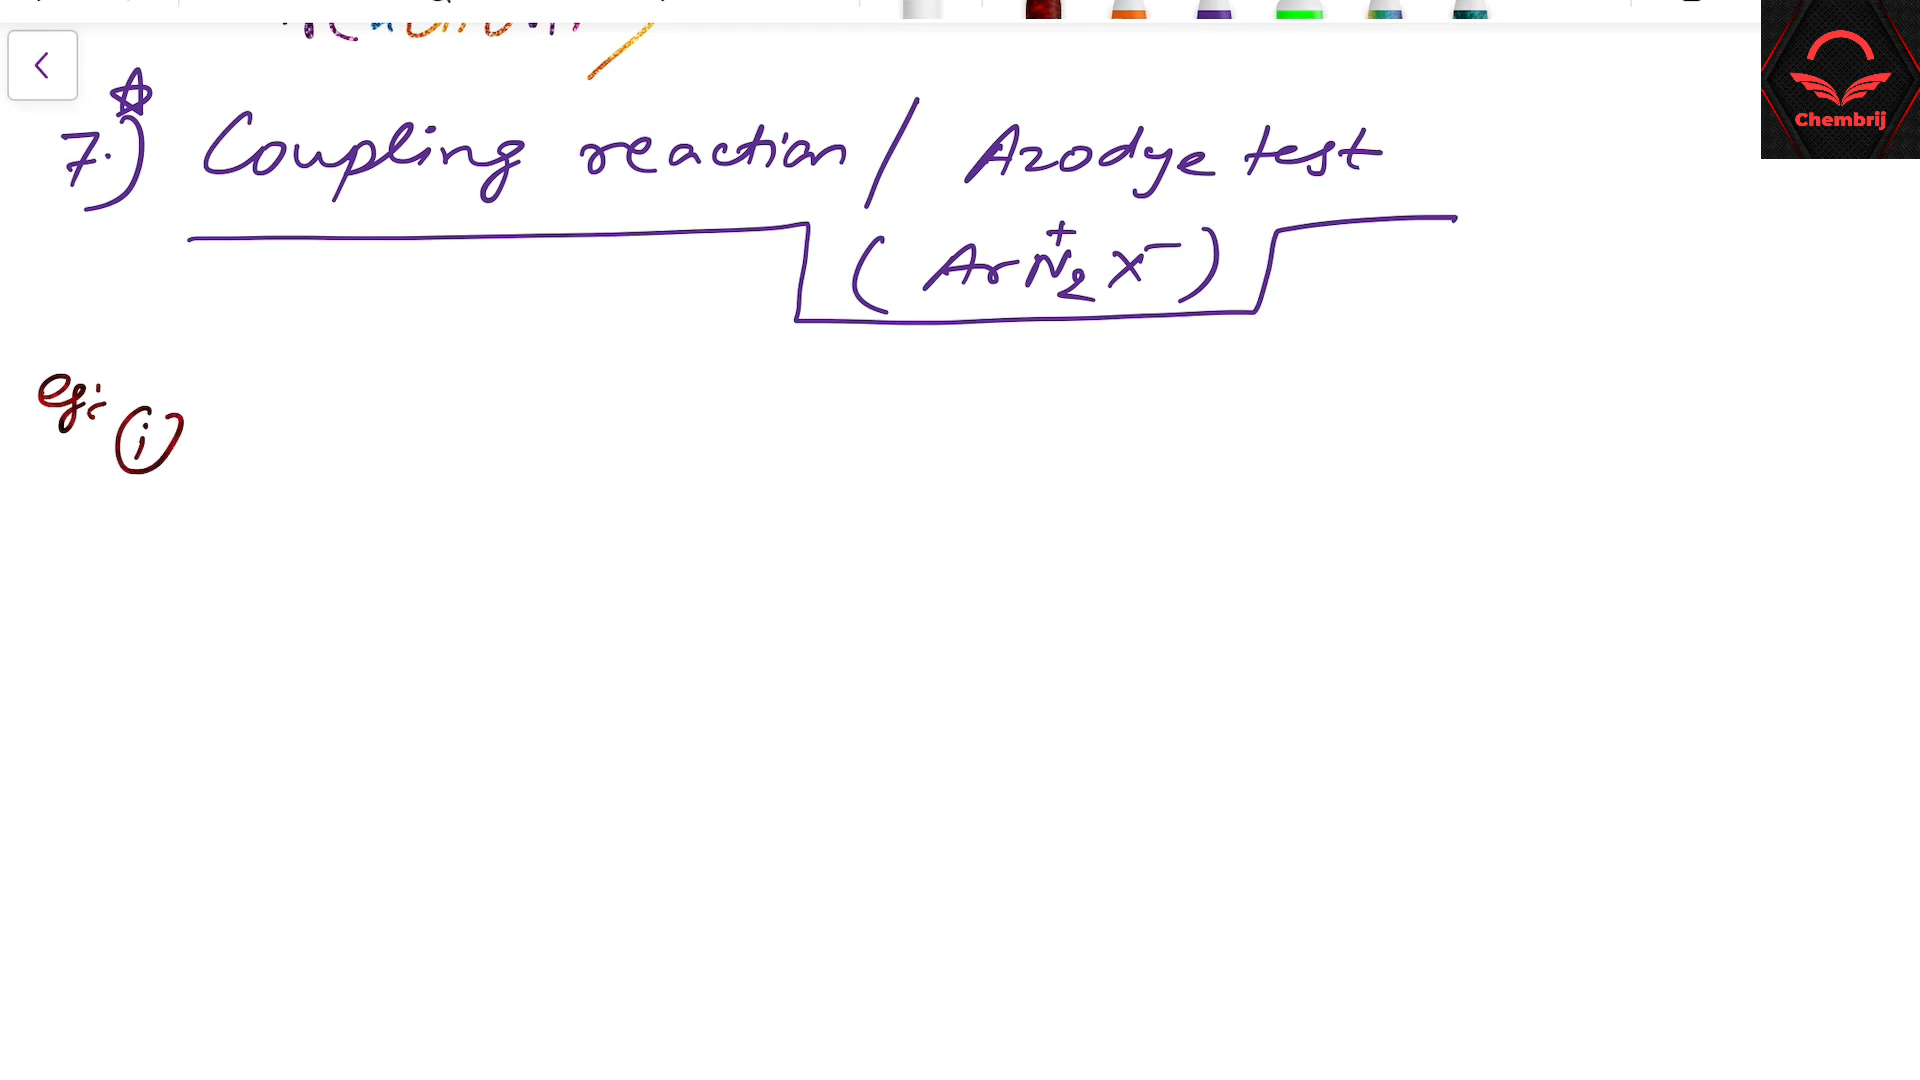 7.) Coupling reaction / Azodye test
(ArN₂⁺X⁻)
eg:-
(i)
Chembrij